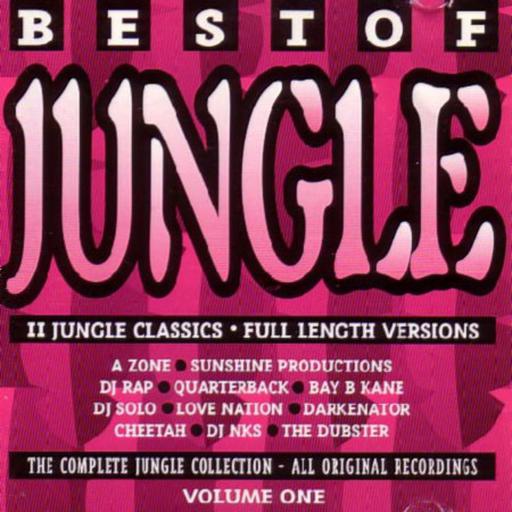 BEST OF
JUNGLE
11 JUNGLE CLASSICS • FULL LENGTH VERSIONS
A ZONE • SUNSHINE PRODUCTIONS
DJ RAP • QUARTERBACK • BAY B KANE
DJ SOLO • LOVE NATION • DARKENATOR
CHEETAH • DJ NKS • THE DUBSTER
THE COMPLETE JUNGLE COLLECTION - ALL ORIGINAL RECORDINGS
VOLUME ONE